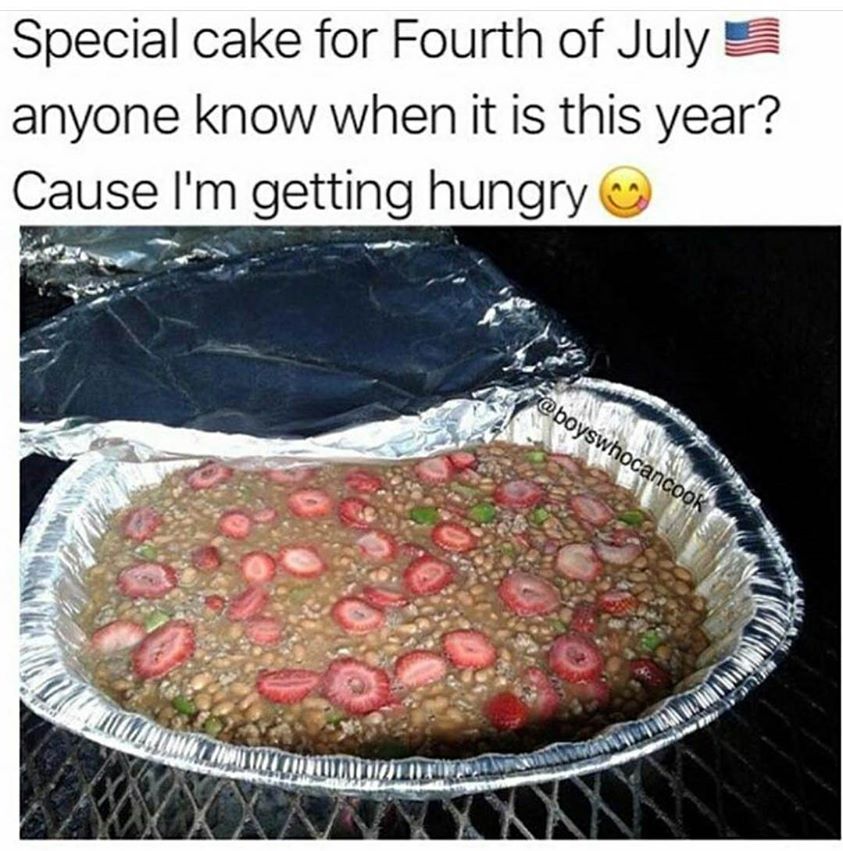 Special cake for Fourth of July 🇺🇸
anyone know when it is this year?
Cause I'm getting hungry 😋
@boyswhocancook